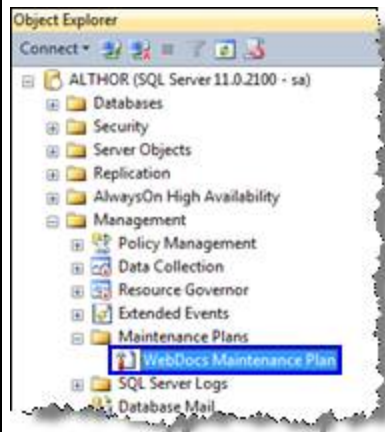 Object Explorer
Connect
ALTHOR (SQL Server 11.0.2100 - sa)
Databases
Security
Server Objects
Replication
AlwaysOn High Availability
Management
Policy Management
Data Collection
Resource Governor
Extended Events
Maintenance Plans
WebDocs Maintenance Plan
SQL Server Logs
Database Mail